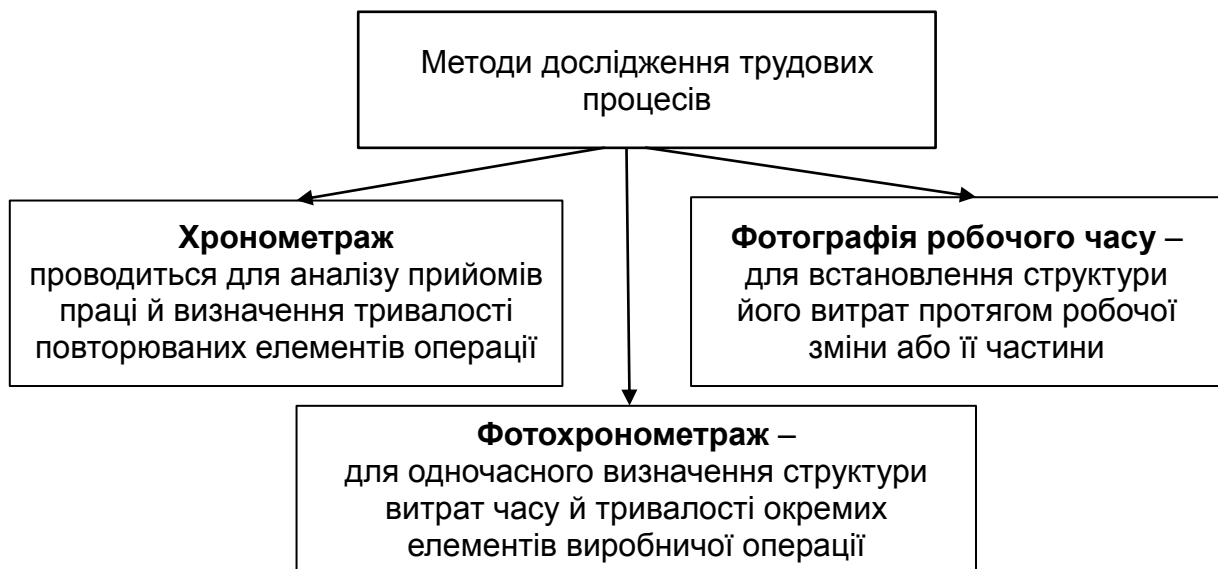 Методи дослідження трудових
процесів
Хронометраж
проводиться для аналізу прийомів
праці й визначення тривалості
повторюваних елементів операції
Фотографія робочого часу –
для встановлення структури
його витрат протягом робочої
зміни або її частини
Фотохронометраж –
для одночасного визначення структури
витрат часу й тривалості окремих
елементів виробничої операції